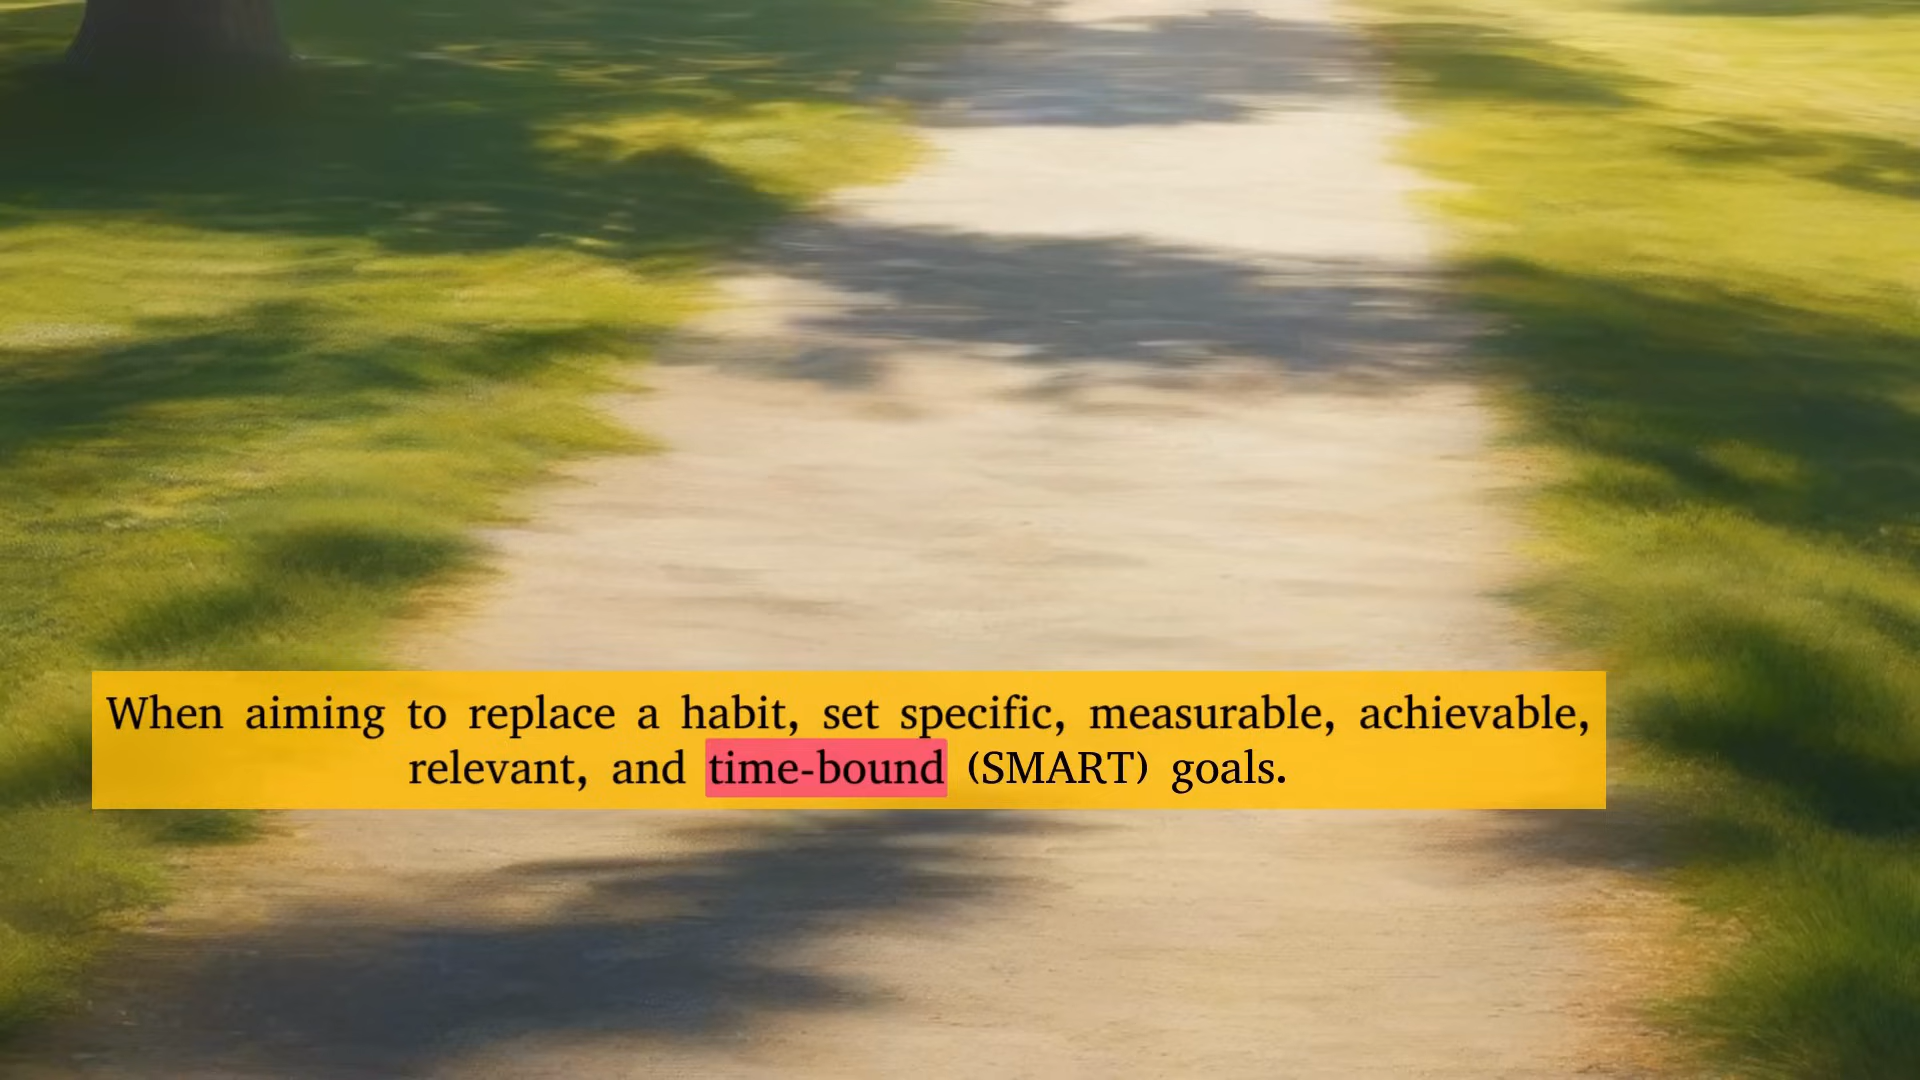 When aiming to replace a habit, set specific, measurable, achievable,
relevant, and time-bound (SMART) goals.